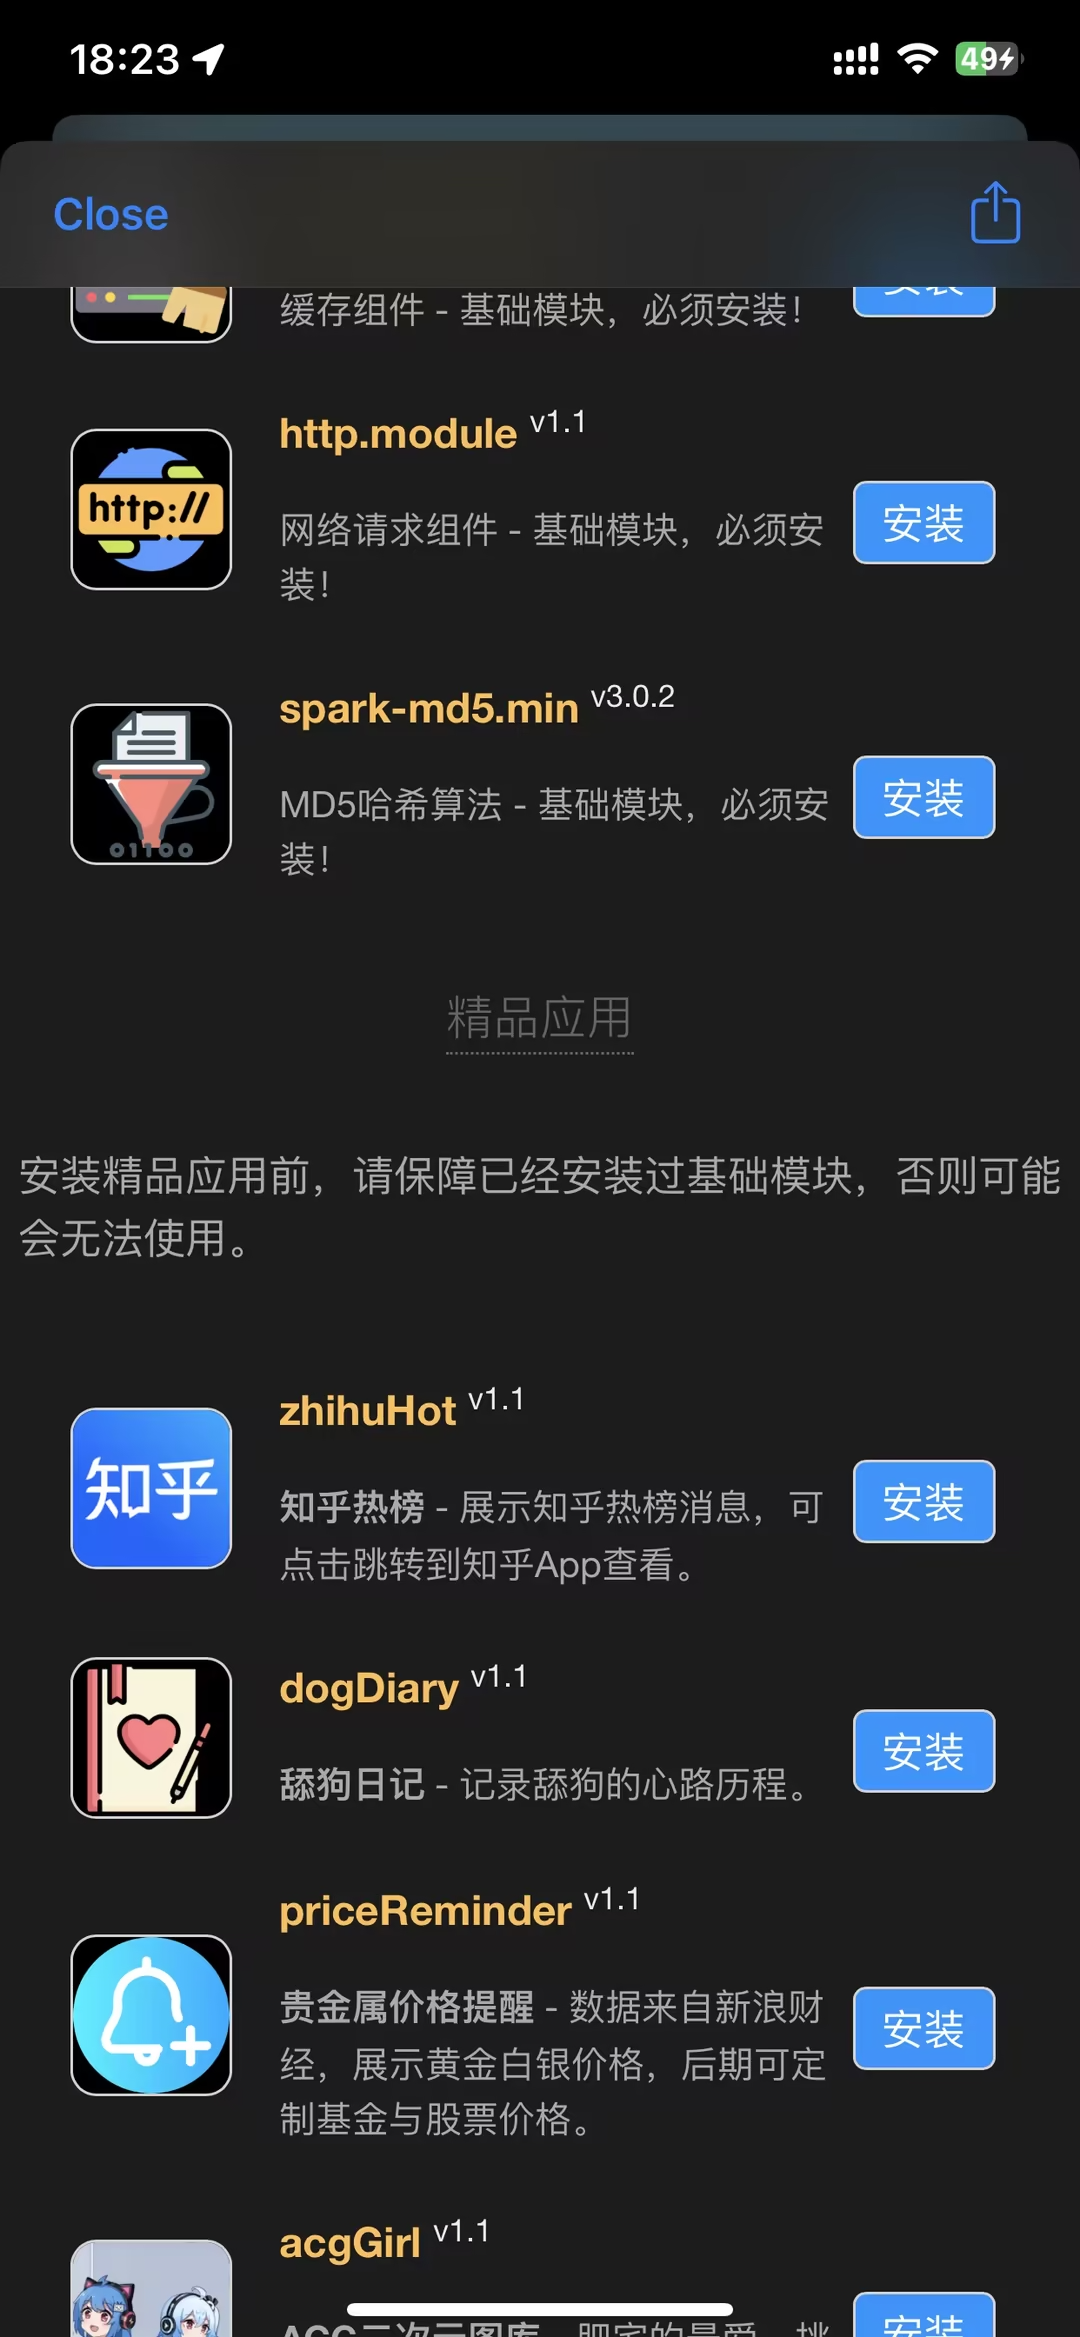 18:23
49
Close
缓存组件 - 基础模块，必须安装！
安装
http.module v1.1
http://
网络请求组件 - 基础模块，必须安
装！
安装
spark-md5.min v3.0.2
01100
MD5哈希算法 - 基础模块，必须安
装！
安装
精品应用
安装精品应用前，请保障已经安装过基础模块，否则可能
会无法使用。
zhihuHot v1.1
知乎
知乎热榜 - 展示知乎热榜消息，可
点击跳转到知乎App查看。
安装
dogDiary v1.1
舔狗日记 - 记录舔狗的心路历程。
安装
priceReminder v1.1
贵金属价格提醒 - 数据来自新浪财
经，展示黄金白银价格，后期可定
制基金与股票价格。
安装
acgGirl v1.1
ACG二次元图库 - 肥宅的最爱，挑
安装